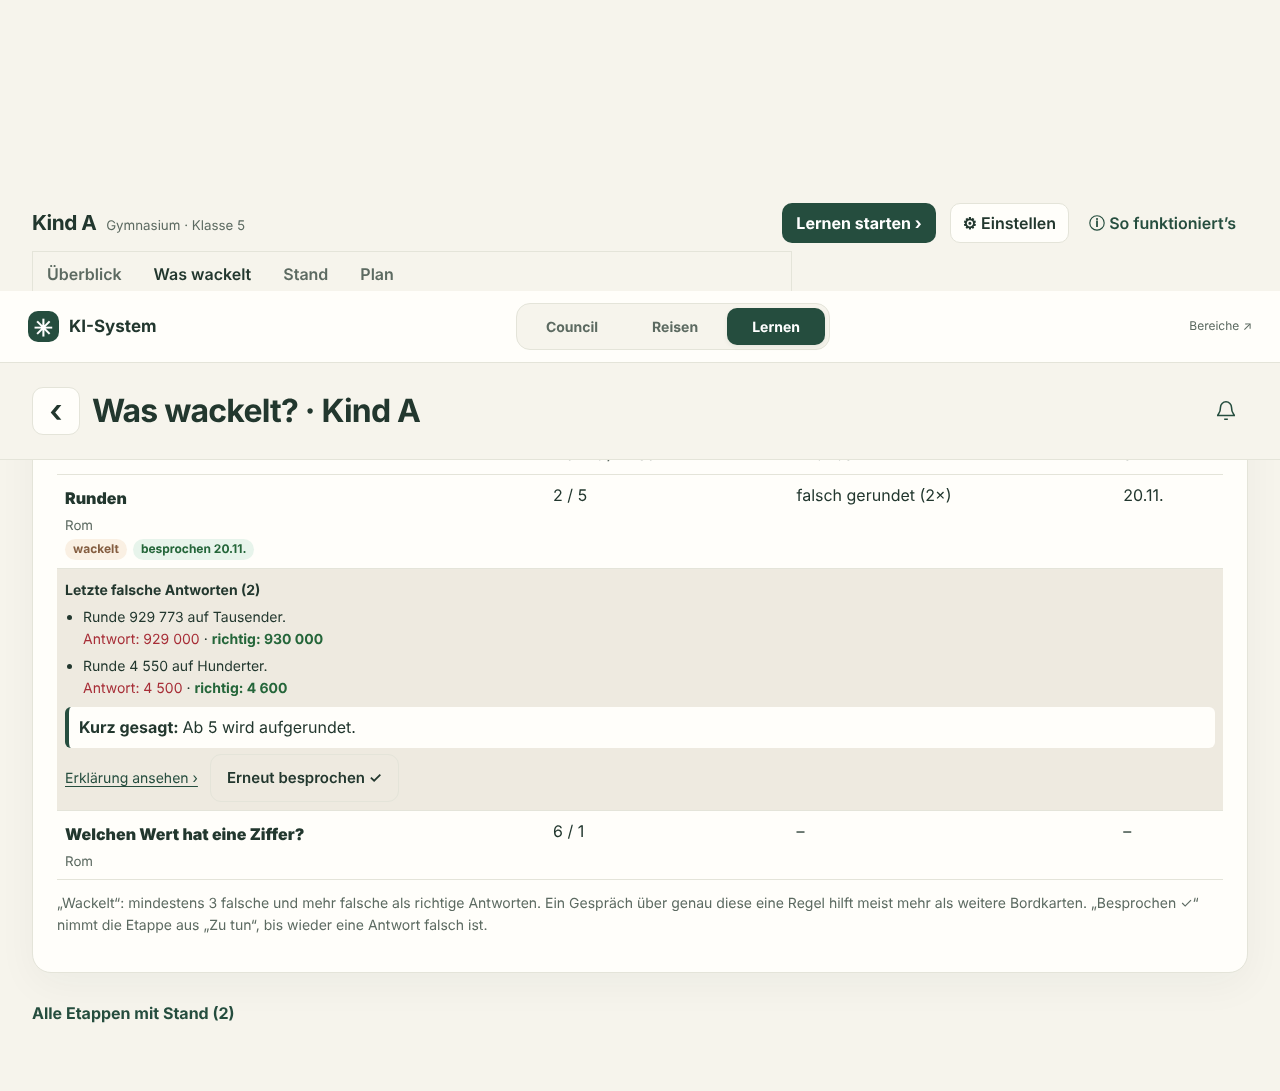 Kind A Gymnasium · Klasse 5
Lernen starten ›
⚙ Einstellen
ⓘ So funktioniert’s
Überblick Was wackelt Stand Plan
KI-System
Council Reisen Lernen
Bereiche ↗
‹ Was wackelt? · Kind A
Runden 2 / 5 falsch gerundet (2×) 20.11.
Rom
wackelt besprochen 20.11.
Letzte falsche Antworten (2)
• Runde 929 773 auf Tausender.
Antwort: 929 000 · richtig: 930 000
• Runde 4 550 auf Hunderter.
Antwort: 4 500 · richtig: 4 600
Kurz gesagt: Ab 5 wird aufgerundet.
Erklärung ansehen › Erneut besprochen ✓
Welchen Wert hat eine Ziffer? 6 / 1 – –
Rom
„Wackelt“: mindestens 3 falsche und mehr falsche als richtige Antworten. Ein Gespräch über genau diese eine Regel hilft meist mehr als weitere Bordkarten. „Besprochen ✓“
nimmt die Etappe aus „Zu tun“, bis wieder eine Antwort falsch ist.
Alle Etappen mit Stand (2)